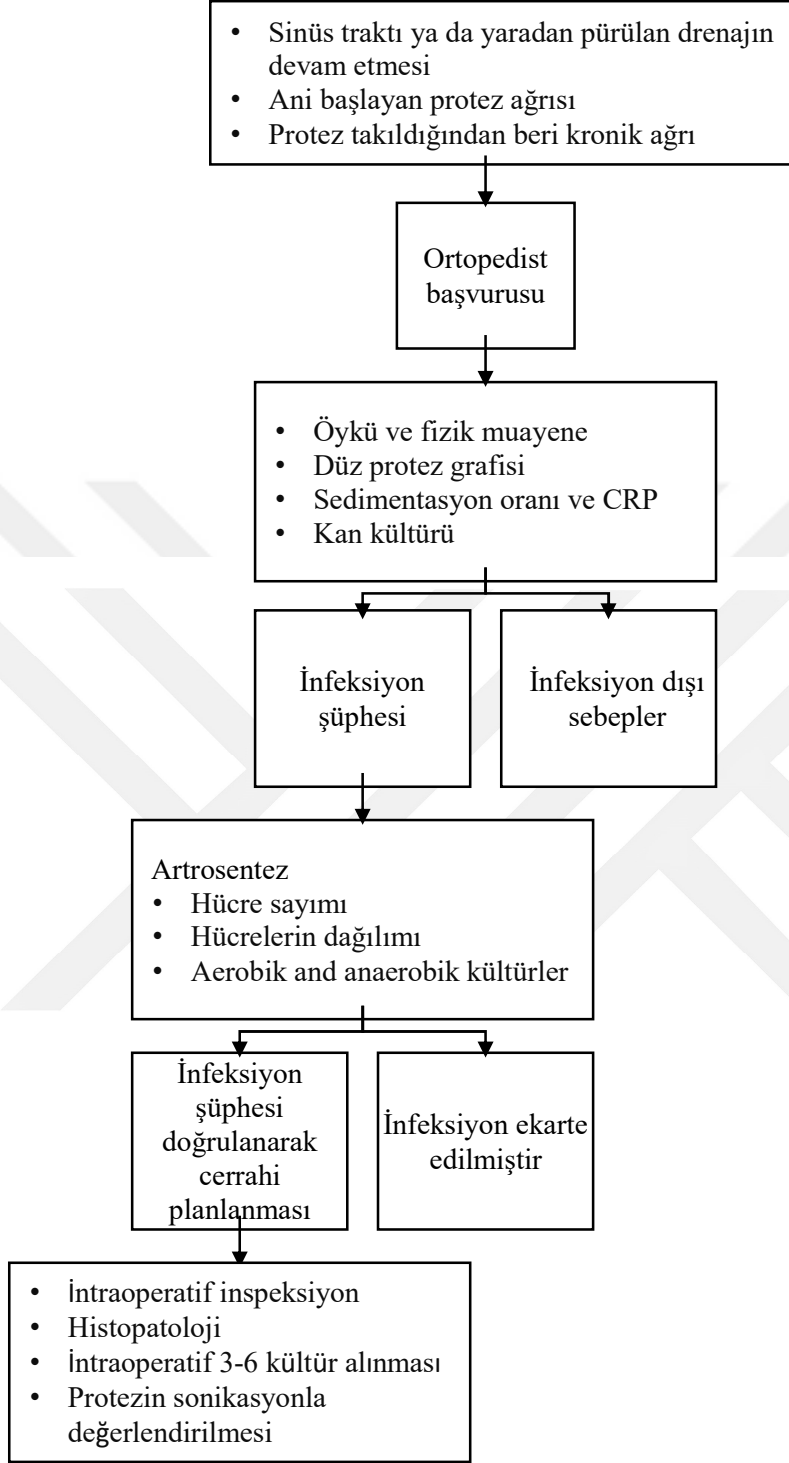 • Sinüs traktı ya da yaradan pürülan drenajın
devam etmesi
• Ani başlayan protez ağrısı
• Protez takıldığından beri kronik ağrı
Ortopedist
başvurusu
• Öykü ve fizik muayene
• Düz protez grafisi
• Sedimentasyon oranı ve CRP
• Kan kültürü
İnfeksiyon
şüphesi
İnfeksiyon dışı
sebepler
Artrosentez
• Hücre sayımı
• Hücrelerin dağılımı
• Aerobik and anaerobik kültürler
İnfeksiyon
şüphesi
doğrulanarak
cerrahi
planlanması
İnfeksiyon ekarte
edilmiştir
• İntraoperatif inspeksiyon
• Histopatoloji
• İntraoperatif 3-6 kültür alınması
• Protezin sonikasyonla
değerlendirilmesi